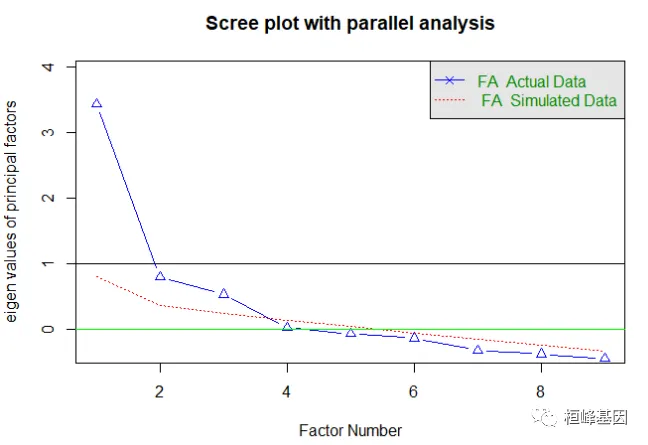 Scree plot with parallel analysis
eigen values of principal factors
4
3
2
1
0
FA Actual Data
FA Simulated Data
2
4
6
8
Factor Number
桓峰基因